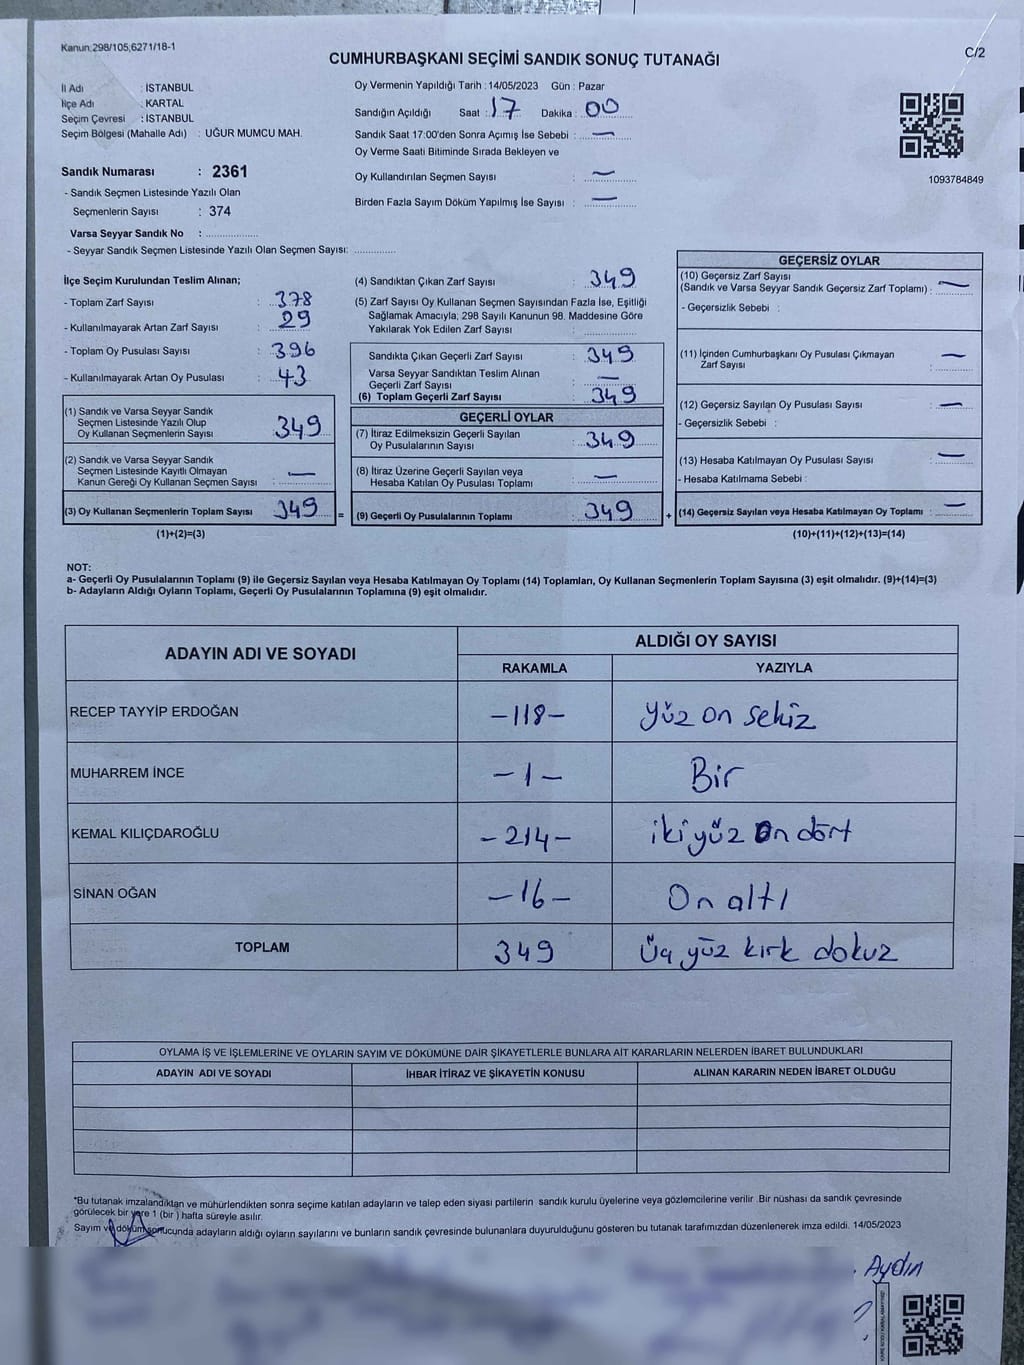 Kanun:298/105,6271/18-1
C/2
CUMHURBAŞKANI SEÇİMİ SANDIK SONUÇ TUTANAĞI
İl Adı : İSTANBUL
İlçe Adı : KARTAL
Seçim Çevresi : İSTANBUL
Seçim Bölgesi (Mahalle Adı) : UĞUR MUMCU MAH.
Oy Vermenin Yapıldığı Tarih : 14/05/2023 Gün : Pazar
Sandığın Açıldığı Saat : 17 Dakika : 00
Sandık Saat 17:00'den Sonra Açımış İse Sebebi : —
Oy Verme Saati Bitiminde Sırada Bekleyen ve
Oy Kullandırılan Seçmen Sayısı : —
Birden Fazla Sayım Döküm Yapılmış İse Sayısı : —
1093784849
Sandık Numarası : 2361
- Sandık Seçmen Listesinde Yazılı Olan
Seçmenlerin Sayısı : 374
Varsa Seyyar Sandık No : ..................
- Seyyar Sandık Seçmen Listesinde Yazılı Olan Seçmen Sayısı: ..............
İlçe Seçim Kurulundan Teslim Alınan;
- Toplam Zarf Sayısı : 378
- Kullanılmayarak Artan Zarf Sayısı : 29
- Toplam Oy Pusulası Sayısı : 396
- Kullanılmayarak Artan Oy Pusulası : 43
(1) Sandık ve Varsa Seyyar Sandık
Seçmen Listesinde Yazılı Olup
Oy Kullanan Seçmenlerin Sayısı 349
(2) Sandık ve Varsa Seyyar Sandık
Seçmen Listesinde Kayıtlı Olmayan
Kanun Gereği Oy Kullanan Seçmen Sayısı : —
(3) Oy Kullanan Seçmenlerin Toplam Sayısı 349
(1)+(2)=(3)
=
(4) Sandıktan Çıkan Zarf Sayısı : 349
(5) Zarf Sayısı Oy Kullanan Seçmen Sayısından Fazla İse, Eşitliği
Sağlamak Amacıyla; 298 Sayılı Kanunun 98. Maddesine Göre
Yakılarak Yok Edilen Zarf Sayısı : ..............
Sandıkta Çıkan Geçerli Zarf Sayısı : 349
Varsa Seyyar Sandıktan Teslim Alınan
Geçerli Zarf Sayısı : —
(6) Toplam Geçerli Zarf Sayısı : 349
GEÇERLİ OYLAR
(7) İtiraz Edilmeksizin Geçerli Sayılan
Oy Pusulalarının Sayısı : 349
(8) İtiraz Üzerine Geçerli Sayılan veya
Hesaba Katılan Oy Pusulası Toplamı : —
(9) Geçerli Oy Pusulalarının Toplamı : 349
+
GEÇERSİZ OYLAR
(10) Geçersiz Zarf Sayısı
(Sandık ve Varsa Seyyar Sandık Geçersiz Zarf Toplamı) : —
- Geçersizlik Sebebi :
(11) İçinden Cumhurbaşkanı Oy Pusulası Çıkmayan
Zarf Sayısı : —
(12) Geçersiz Sayılan Oy Pusulası Sayısı : —
- Geçersizlik Sebebi :
(13) Hesaba Katılmayan Oy Pusulası Sayısı : —
- Hesaba Katılmama Sebebi :
(14) Geçersiz Sayılan veya Hesaba Katılmayan Oy Toplamı : —
(10)+(11)+(12)+(13)=(14)
NOT:
a- Geçerli Oy Pusulalarının Toplamı (9) ile Geçersiz Sayılan veya Hesaba Katılmayan Oy Toplamı (14) Toplamları, Oy Kullanan Seçmenlerin Toplam Sayısına (3) eşit olmalıdır. (9)+(14)=(3)
b- Adayların Aldığı Oyların Toplamı, Geçerli Oy Pusulalarının Toplamına (9) eşit olmalıdır.
ADAYIN ADI VE SOYADI
ALDIĞI OY SAYISI
RAKAMLA YAZIYLA
RECEP TAYYİP ERDOĞAN -118- Yüz on sekiz
MUHARREM İNCE -1- Bir
KEMAL KILIÇDAROĞLU -214- iki yüz on dört
SİNAN OĞAN -16- On altı
TOPLAM 349 Üç yüz kırk dokuz
OYLAMA İŞ VE İŞLEMLERİNE VE OYLARIN SAYIM VE DÖKÜMÜNE DAİR ŞİKAYETLERLE BUNLARA AİT KARARLARIN NELERDEN İBARET BULUNDUKLARI
ADAYIN ADI VE SOYADI İHBAR İTİRAZ VE ŞİKAYETİN KONUSU ALINAN KARARIN NEDEN İBARET OLDUĞU
"Bu tutanak imzalandıktan ve mühürlendikten sonra seçime katılan adayların ve talep eden siyasi partilerin sandık kurulu üyelerine veya gözlemcilerine verilir. Bir nüshası da sandık çevresinde
görülecek bir yere 1 (bir ) hafta süreyle asılır.
Sayım ve döküm sonucunda adayların aldığı oyların sayılarını ve bunların sandık çevresinde bulunanlara duyurulduğunu gösteren bu tutanak tarafımızdan düzenlenerek imza edildi. 14/05/2023
Aydın